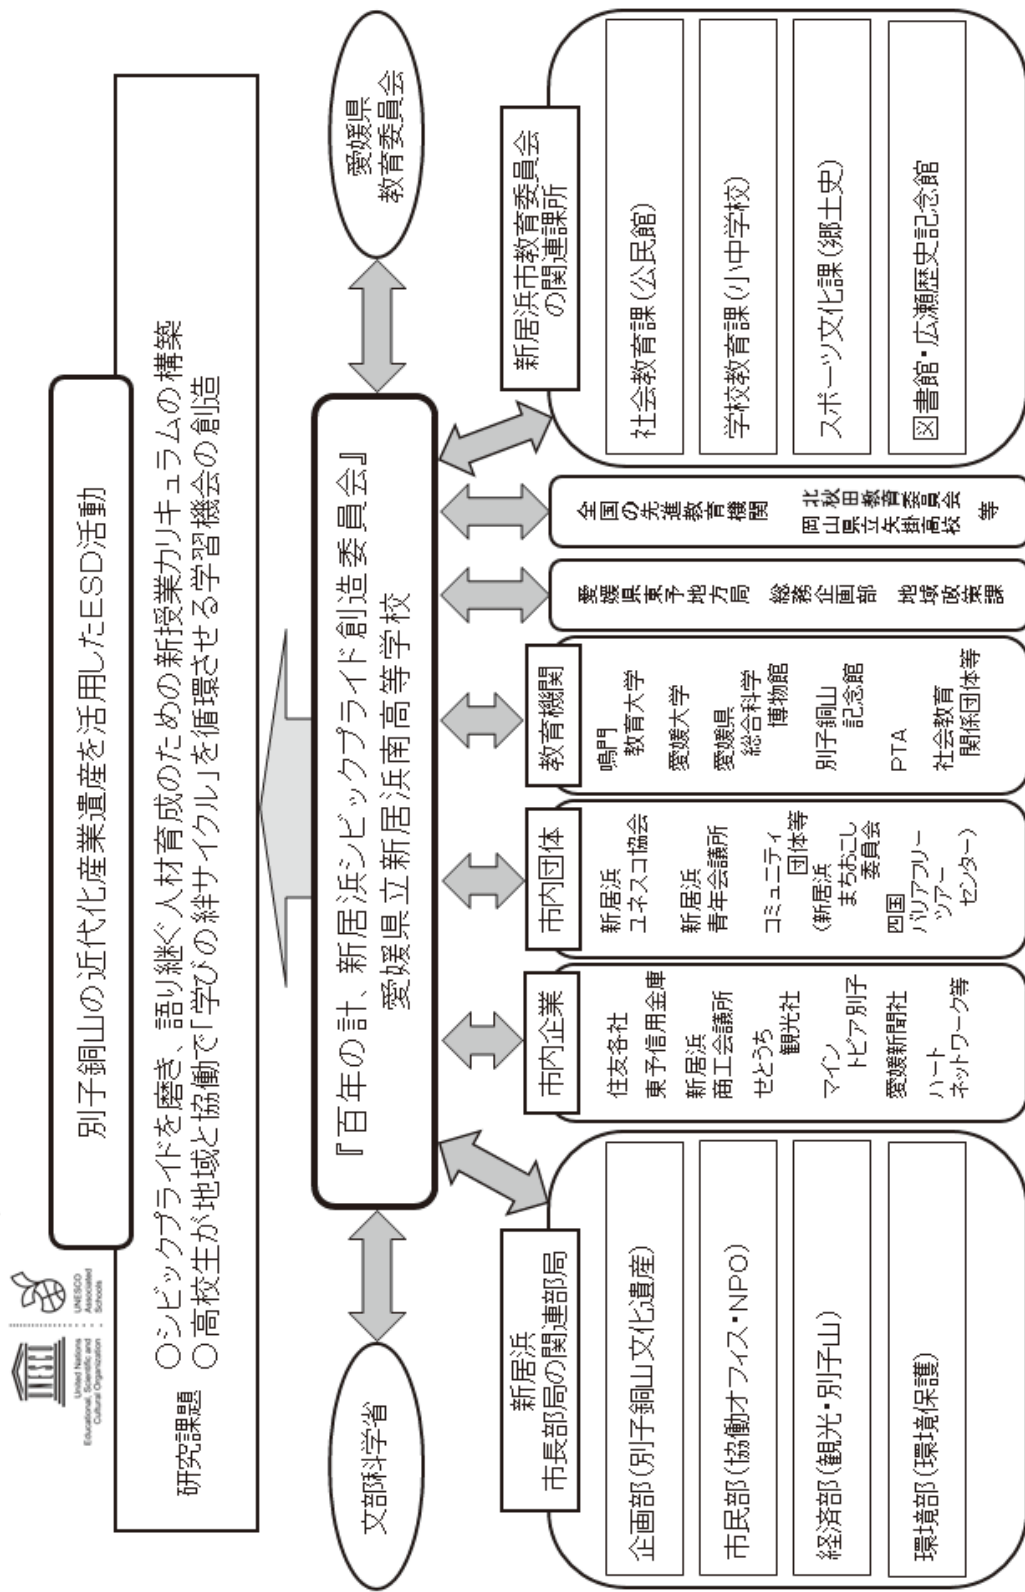 United Nations
Educational, Scientific and
Cultural Organization
UNESCO
Associated
Schools
別子銅山の近代化産業遺産を活用したESD活動
研究課題
○シビックプライドを磨き、語り継ぐ人材育成のための新授業カリキュラムの構築
○高校生が地域と協働で「学びの絆サイクル」を循環させる学習機会の創造
文部科学省
『百年の計、新居浜シビックプライド創造委員会』
愛媛県立新居浜南高等学校
愛媛県
教育委員会
新居浜
市長部局の関連部局
企画部(別子銅山文化遺産)
市民部(協働オフィス・NPO)
経済部(観光・別子山)
環境部(環境保護)
市内企業
住友各社
東予信用金庫
新居浜
商工会議所
せとうち
観光社
マイン
トピア別子
愛媛新聞社
ハート
ネットワーク等
市内団体
新居浜
ユネスコ協会
新居浜
青年会議所
コミュニティ
団体等
(新居浜
まちおこし
委員会
四国
バリアフリー
ツアー
センター)
教育機関
鳴門
教育大学
愛媛大学
愛媛県
総合科学
博物館
別子銅山
記念館
PTA
社会教育
関係団体等
愛媛県東予地方局
総務企画部
地域政策課
全国の先進教育機関
北秋田教育委員会
岡山県立矢掛高校
等
新居浜市教育委員会
の関連課所
社会教育課(公民館)
学校教育課(小中学校)
スポーツ文化課(郷土史)
図書館・広瀬歴史記念館